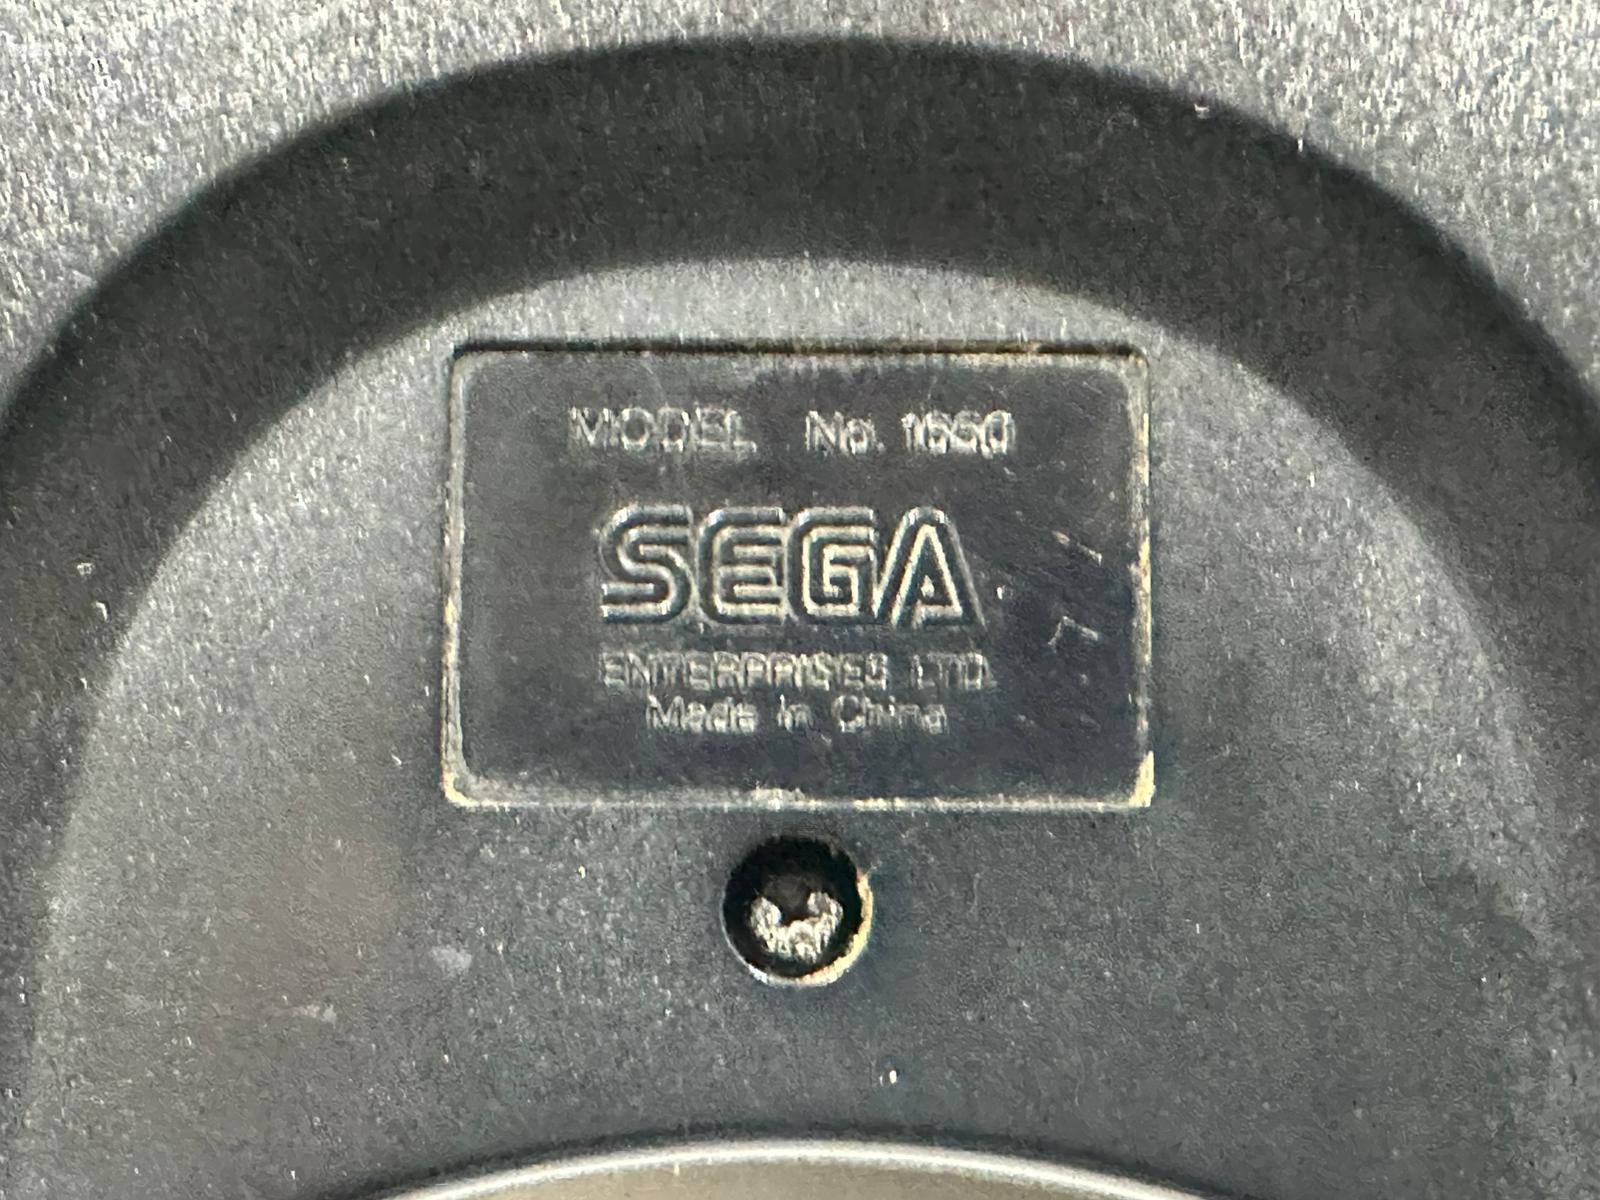 MODEL No. 1650
SEGA
ENTERPRISES LTD.
Made in China